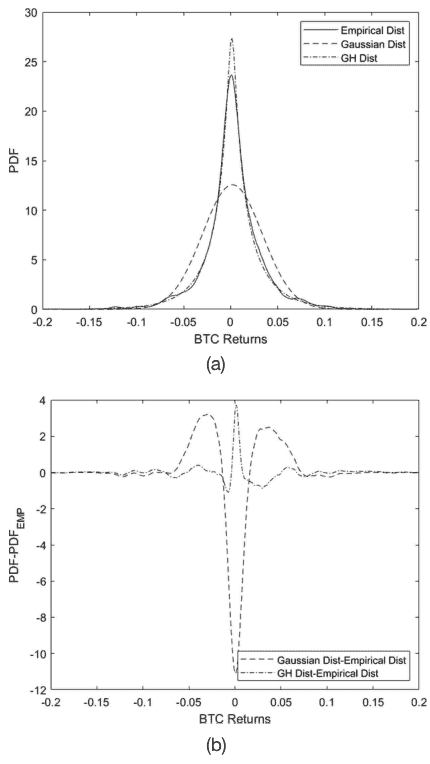 30
25
20
15
10
5
0
PDF
Empirical Dist
Gaussian Dist
GH Dist
-0.2 -0.15 -0.1 -0.05 0 0.05 0.1 0.15 0.2
BTC Returns
(a)
4
2
0
-2
-4
-6
-8
-10
-12
PDF-PDF_EMP
Gaussian Dist-Empirical Dist
GH Dist-Empirical Dist
-0.2 -0.15 -0.1 -0.05 0 0.05 0.1 0.15 0.2
BTC Returns
(b)